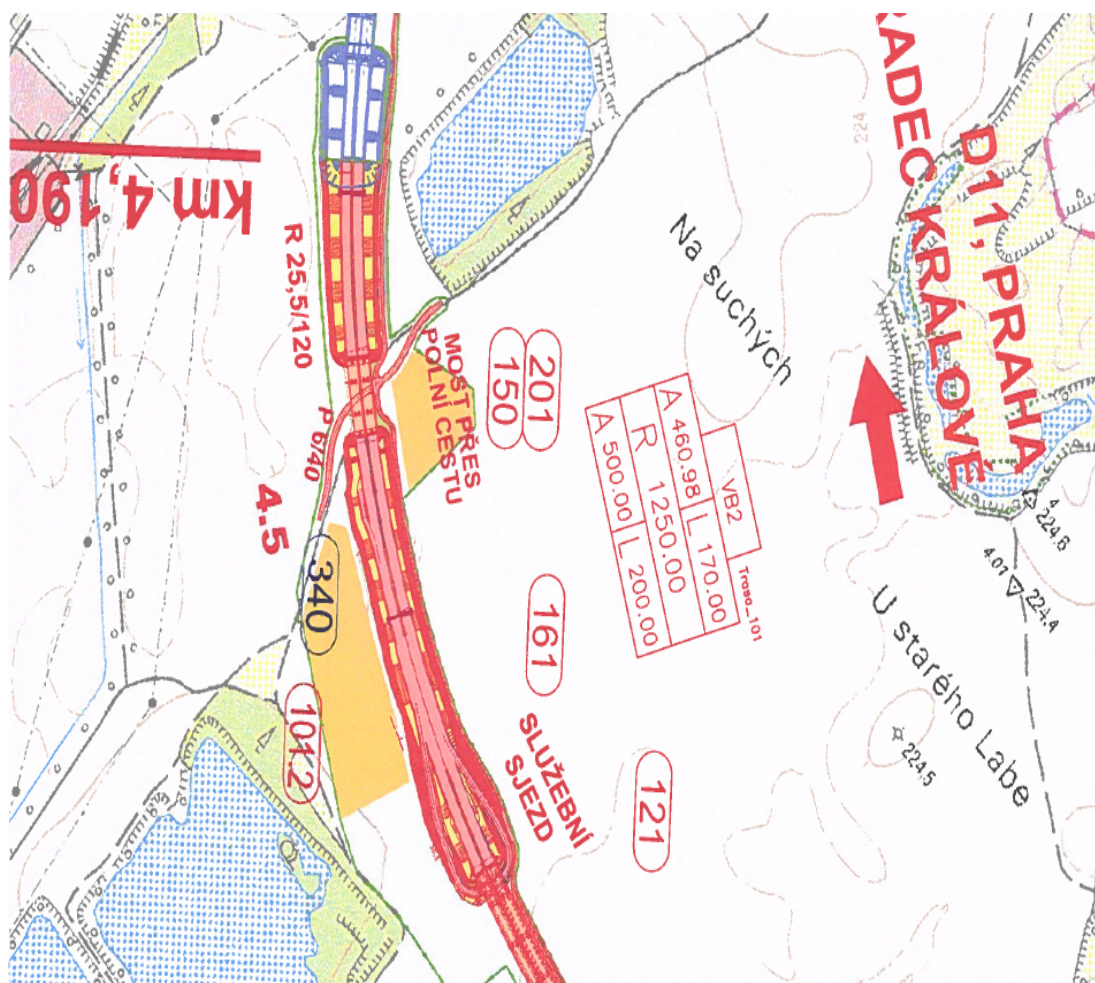 D11, PRAHA
RADEC KRÁLOVÉ
km 4,190
R 25,5/120
P 6/40
4.5
MOST PŘES
POLNÍ CESTU
201
150
Na suchých
224
VB2
Trasa_101
A 460.98 L 170.00
R 1250.00
A 500.00 L 200.00
4
224.6
224.4
U starého Labe
224.5
340
101.2
161
SLUŽEBNÍ
SJEZD
121